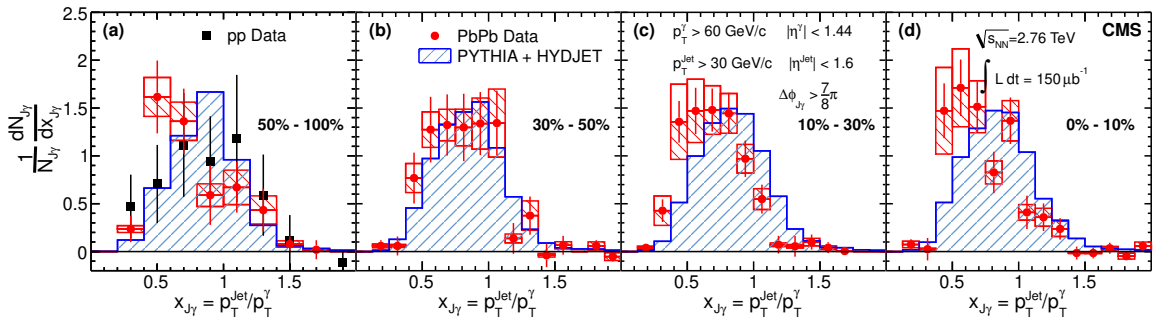 (a) pp Data
50% - 100%
(b) PbPb Data
PYTHIA + HYDJET
30% - 50%
(c) p_T^γ > 60 GeV/c |η^γ| < 1.44
p_T^Jet > 30 GeV/c |η^Jet| < 1.6
Δϕ_Jγ > 7/8 π
10% - 30%
(d) CMS
√s_NN =2.76 TeV
∫ L dt = 150 μb^-1
0% - 10%
1/N_Jγ dN_Jγ/dx_Jγ
2.5
2
1.5
1
0.5
0
0.5 1 1.5
0.5 1 1.5
0.5 1 1.5
0.5 1 1.5 2
x_Jγ = p_T^Jet/p_T^γ
x_Jγ = p_T^Jet/p_T^γ
x_Jγ = p_T^Jet/p_T^γ
x_Jγ = p_T^Jet/p_T^γ